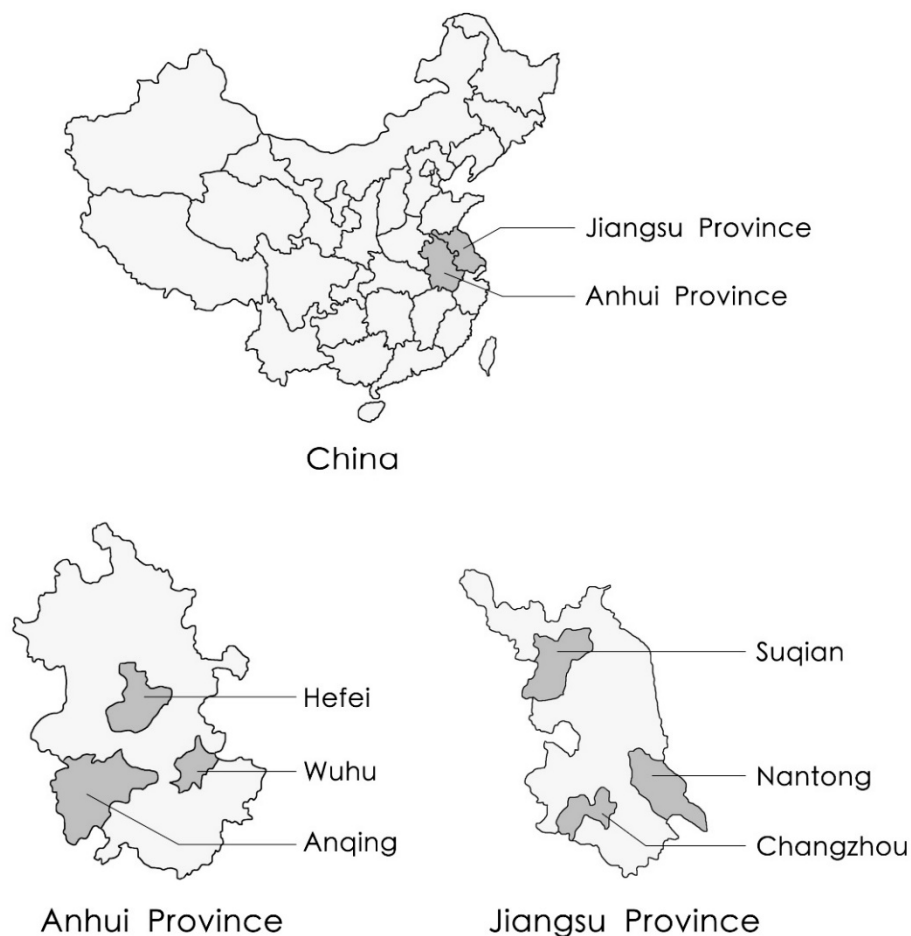 Jiangsu Province
Anhui Province
China
Hefei
Wuhu
Anqing
Anhui Province
Suqian
Nantong
Changzhou
Jiangsu Province